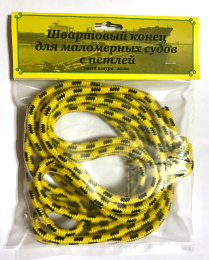 Швартовый конец
для маломерных судов
с петлей